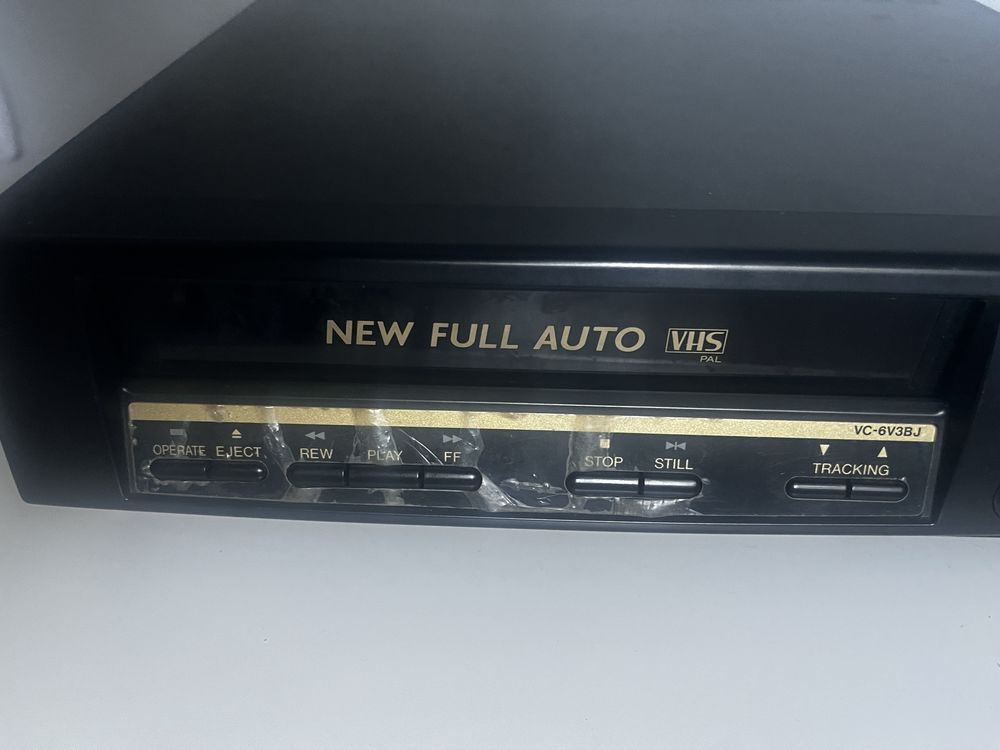 NEW FULL AUTO VHS
PAL
VC-6V3BJ
OPERATE EJECT REW PLAY FF STOP STILL TRACKING